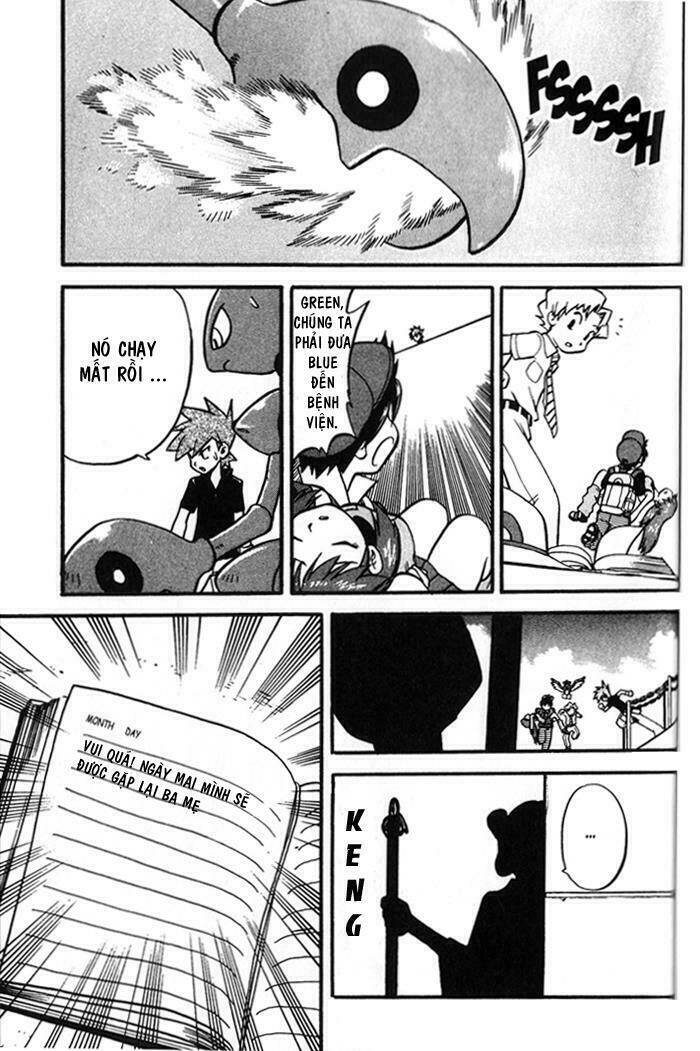 FSSSSH
GREEN,
CHÚNG TA
PHẢI ĐƯA
BLUE
ĐẾN
BỆNH
VIỆN.
NÓ CHẠY
MẤT RỒI ...
...
KENG
MONTH DAY
VUI QUÁ! NGÀY MAI MÌNH SẼ
ĐƯỢC GẶP LẠI BA MẸ